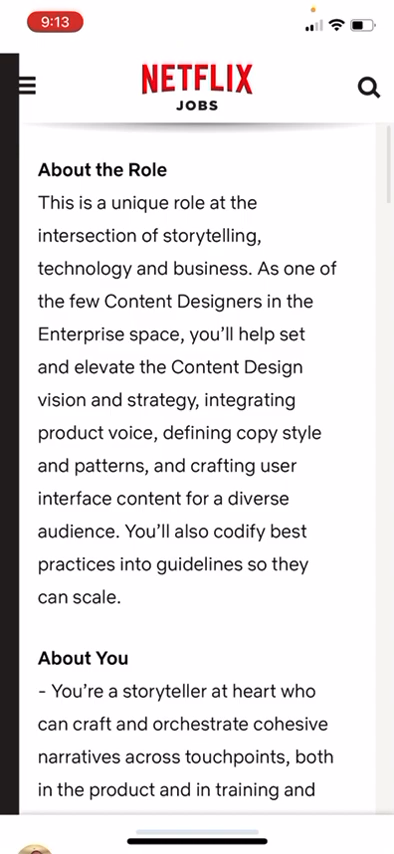 9:13
NETFLIX
JOBS
About the Role
This is a unique role at the
intersection of storytelling,
technology and business. As one of
the few Content Designers in the
Enterprise space, you’ll help set
and elevate the Content Design
vision and strategy, integrating
product voice, defining copy style
and patterns, and crafting user
interface content for a diverse
audience. You’ll also codify best
practices into guidelines so they
can scale.
About You
- You’re a storyteller at heart who
can craft and orchestrate cohesive
narratives across touchpoints, both
in the product and in training and